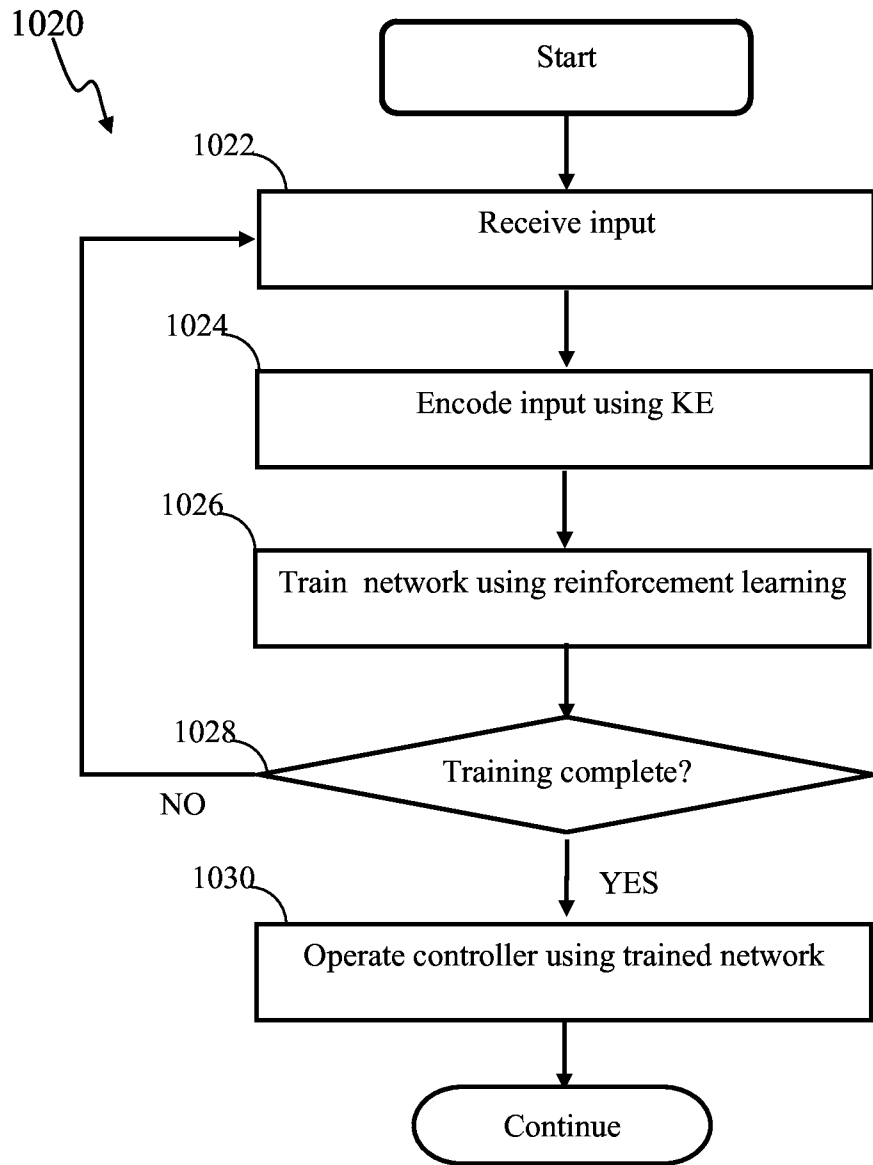 1020
Start
1022
Receive input
1024
Encode input using KE
1026
Train network using reinforcement learning
1028
Training complete?
NO
YES
1030
Operate controller using trained network
Continue